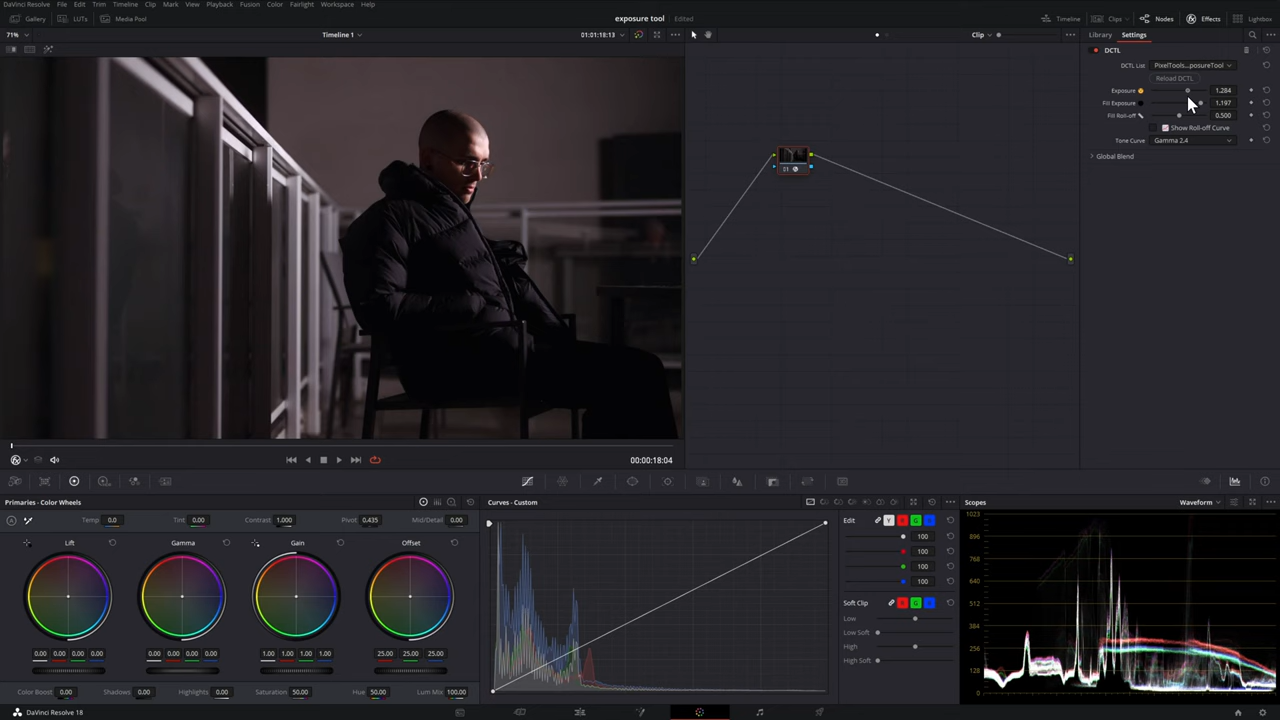 DaVinci Resolve File Edit Trim Timeline Clip Mark View Playback Fusion Color Fairlight Workspace Help
Gallery LUTs Media Pool exposure tool Edited Timeline Clips Nodes Effects Lightbox
71% Timeline 1 01:01:18:13 Clip Library Settings
DCTL
DCTL List PixelTools...posureTool
Reload DCTL
Exposure 1.284
Fill Exposure 1.197
Fill Roll-off 0.500
Show Roll-off Curve
Tone Curve Gamma 2.4
Global Blend
01
00:00:18:04
Primaries - Color Wheels
Temp 0.0 Tint 0.00 Contrast 1.000 Pivot 0.435 Mid/Detail 0.00
Lift Gamma Gain Offset
0.00 0.00 0.00 0.00 0.00 0.00 0.00 0.00 1.00 1.00 1.00 1.00 25.00 25.00 25.00
Color Boost 0.00 Shadows 0.00 Highlights 0.00 Saturation 50.00 Hue 50.00 Lum Mix 100.00
Curves - Custom
Edit Y R G B
100
100
100
100
Soft Clip R G B
Low
Low Soft
High
High Soft
Scopes Waveform
1023
896
768
640
512
384
256
128
0
DaVinci Resolve 18